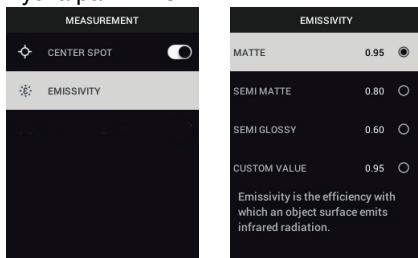 MEASUREMENT
CENTER SPOT
EMISSIVITY
EMISSIVITY
MATTE 0.95
SEMI MATTE 0.80
SEMI GLOSSY 0.60
CUSTOM VALUE 0.95
Emissivity is the efficiency with
which an object surface emits
infrared radiation.